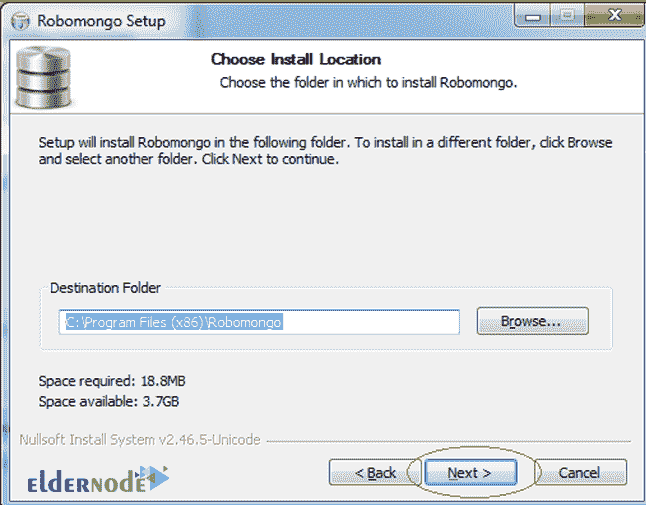 Robomongo Setup
Choose Install Location
Choose the folder in which to install Robomongo.
Setup will install Robomongo in the following folder. To install in a different folder, click Browse
and select another folder. Click Next to continue.
Destination Folder
C:\Program Files (x86)\Robomongo
Browse...
Space required: 18.8MB
Space available: 3.7GB
Nullsoft Install System v2.46.5-Unicode
< Back
Next >
Cancel
eldernode